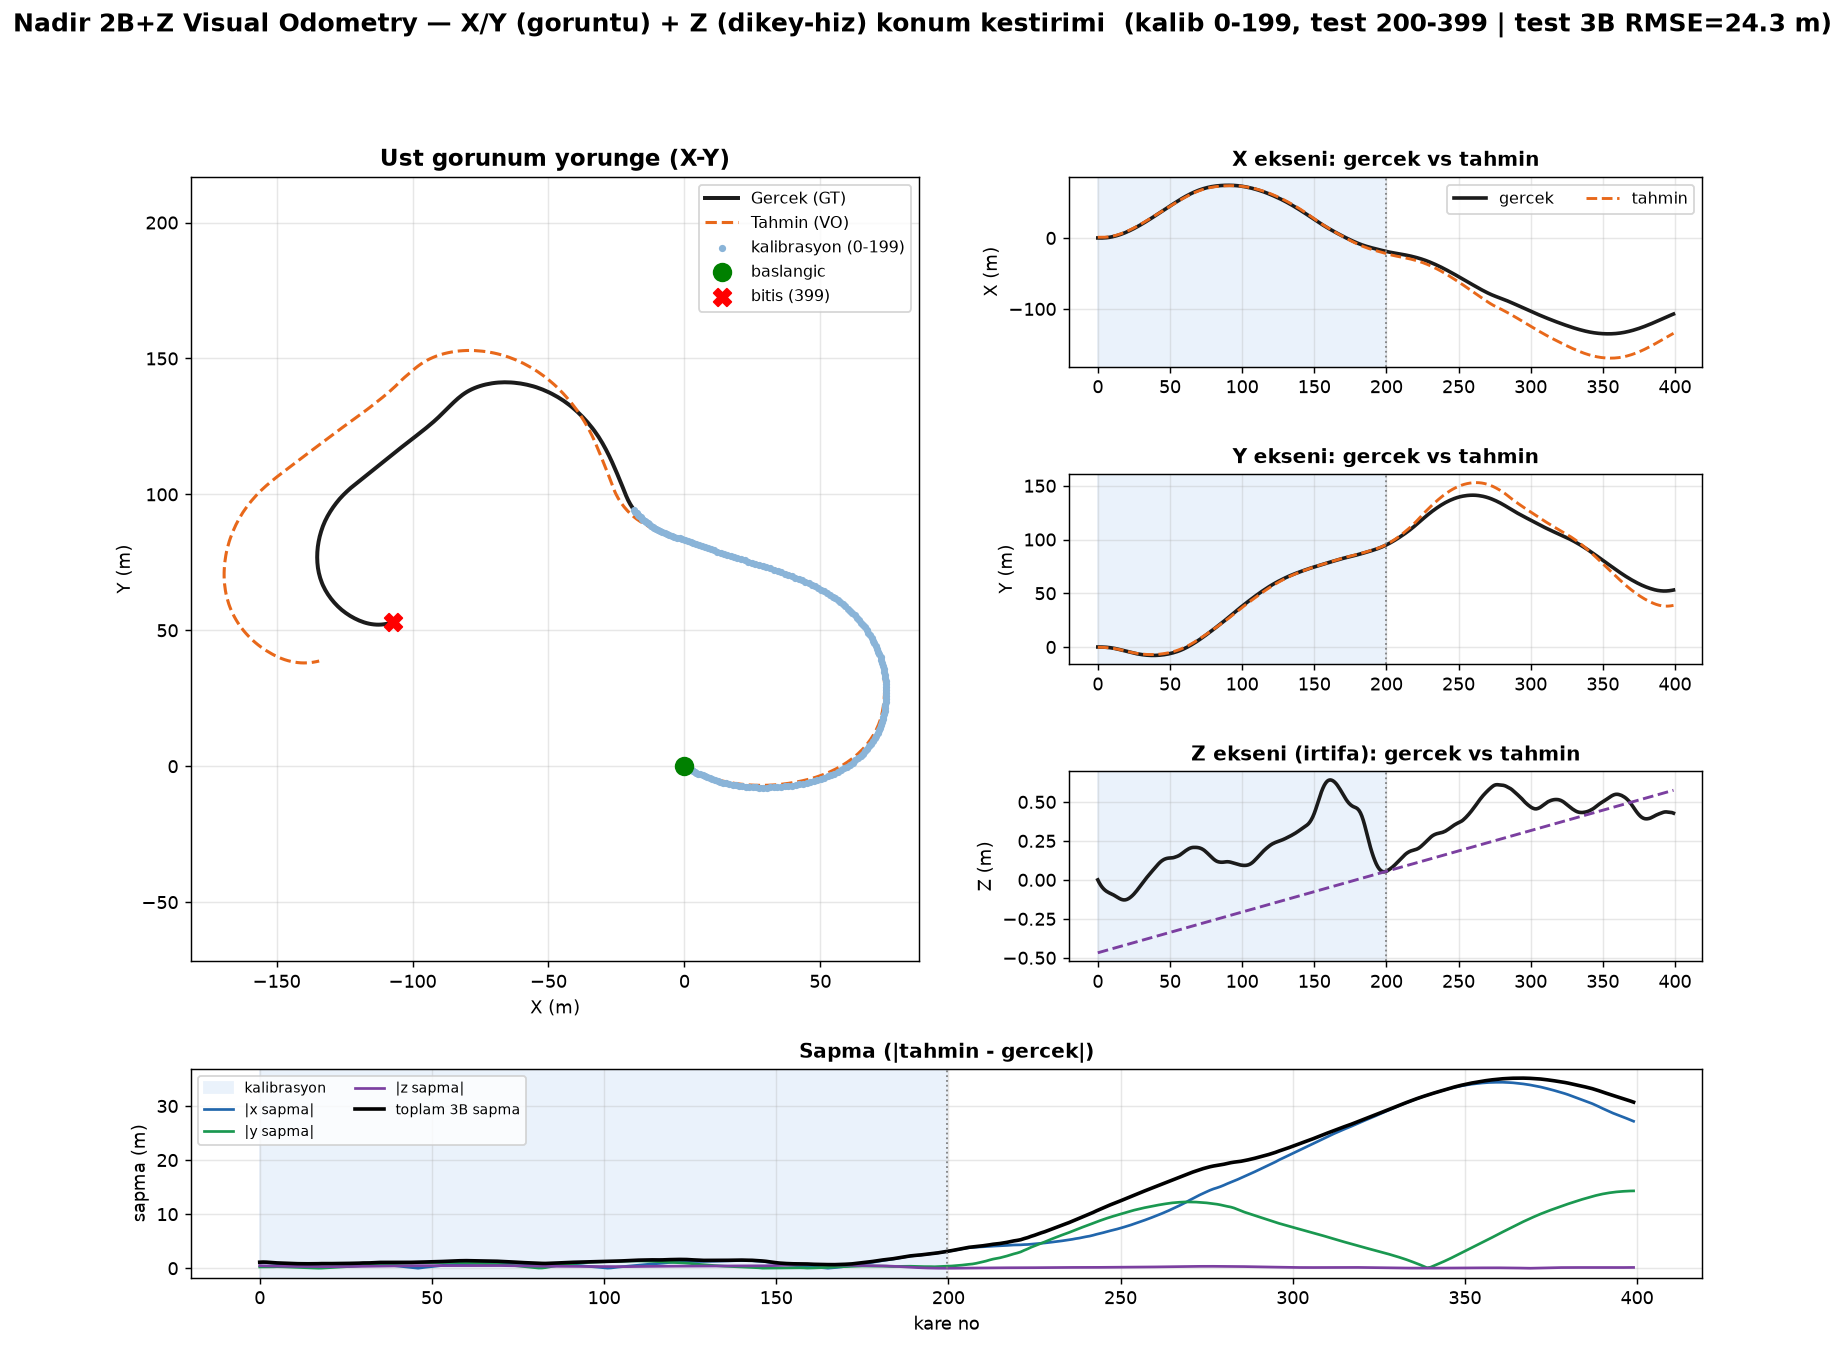 Nadir 2B+Z Visual Odometry — X/Y (goruntu) + Z (dikey-hiz) konum kestirimi  (kalib 0-199, test 200-399 | test 3B RMSE=24.3 m)
Ust gorunum yorunge (X-Y)
Gercek (GT)
Tahmin (VO)
kalibrasyon (0-199)
baslangic
bitis (399)
200
150
100
50
0
−50
Y (m)
−150
−100
−50
0
50
X (m)
X ekseni: gercek vs tahmin
gercek
tahmin
0
−100
X (m)
0
50
100
150
200
250
300
350
400
Y ekseni: gercek vs tahmin
150
100
50
0
Y (m)
0
50
100
150
200
250
300
350
400
Z ekseni (irtifa): gercek vs tahmin
0.50
0.25
0.00
−0.25
−0.50
Z (m)
0
50
100
150
200
250
300
350
400
Sapma (|tahmin - gercek|)
kalibrasyon
|x sapma|
|y sapma|
|z sapma|
toplam 3B sapma
30
20
10
0
sapma (m)
0
50
100
150
200
250
300
350
400
kare no